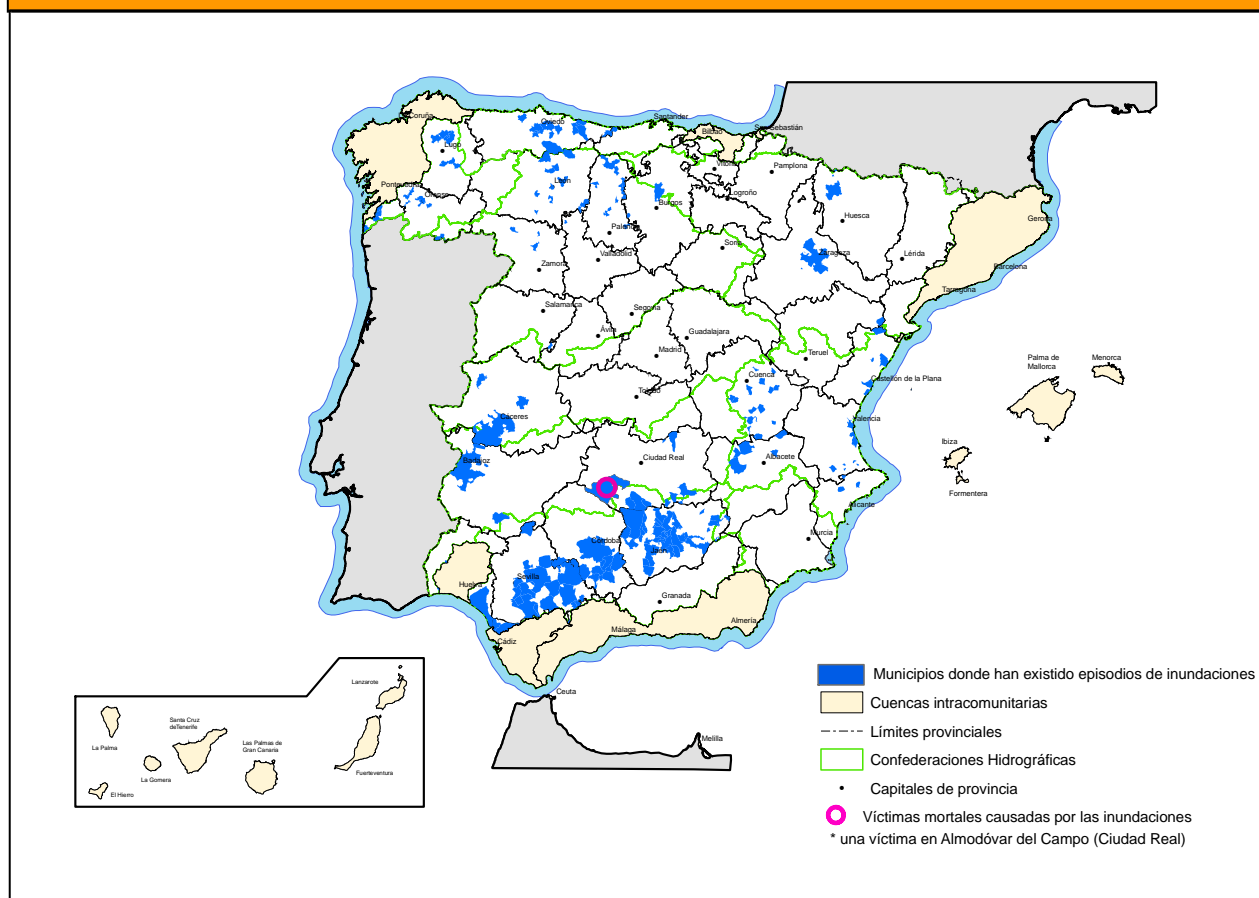 Coruña
Oviedo
Santander
Bilbao
San Sebastián
Lugo
Vitoria
Pamplona
León
Pontevedra
Orense
Logroño
Burgos
Huesca
Gerona
Palencia
Soria
Zaragoza
Lérida
Barcelona
Zamora
Valladolid
Tarragona
Salamanca
Segovia
Ávila
Guadalajara
Madrid
Teruel
Palma de
Mallorca
Menorca
Cuenca
Castellón de la Plana
Toledo
Cáceres
Valencia
Ibiza
Badajoz
Ciudad Real
Albacete
Formentera
Alicante
Murcia
Córdoba
Jaén
Sevilla
Huelva
Granada
Almería
Málaga
Cádiz
Ceuta
Melilla
Lanzarote
Santa Cruz
deTenerife
La Palma
Las Palmas de
Gran Canaria
La Gomera
Fuerteventura
El Hierro
Municipios donde han existido episodios de inundaciones
Cuencas intracomunitarias
Límites provinciales
Confederaciones Hidrográficas
Capitales de provincia
Víctimas mortales causadas por las inundaciones
* una víctima en Almodóvar del Campo (Ciudad Real)